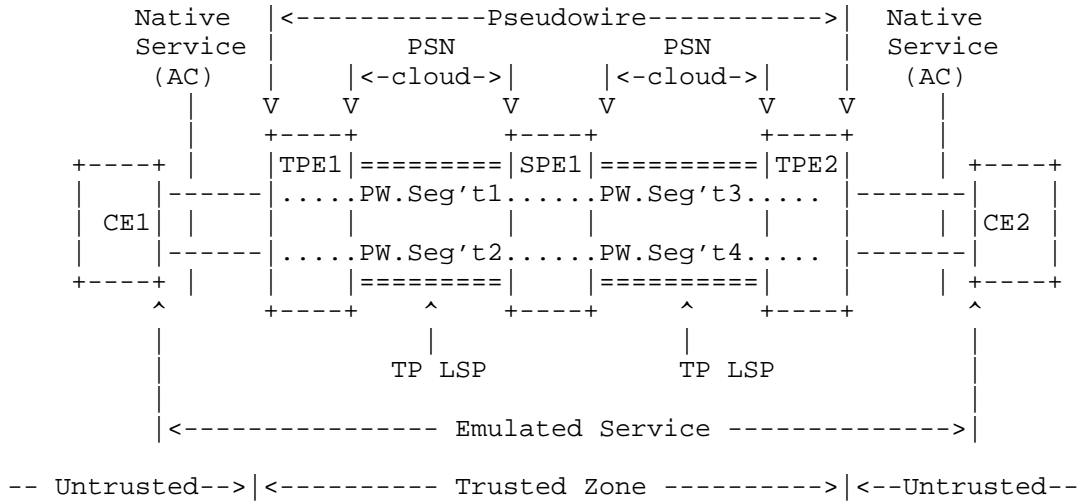 Native |<------------Pseudowire----------->| Native
Service | PSN PSN | Service
(AC) | |<-cloud->| |<-cloud->| | (AC)
| V V V V V V |
| +----+ +----+ +----+ |
+----+ | |TPE1|=========|SPE1|==========|TPE2| | +----+
| |------|.....PW.Seg't1......PW.Seg't3..... |-------| |
| CE1| | | | | | | | | | |CE2 |
| |------|.....PW.Seg't2......PW.Seg't4..... |-------| |
+----+ | | |=========| |==========| | | +----+
^ +----+ ^ +----+ ^ +----+ ^
| | | |
| TP LSP TP LSP |
| |
|<---------------- Emulated Service -------------->|
-- Untrusted-->|<---------- Trusted Zone ---------->|<--Untrusted--